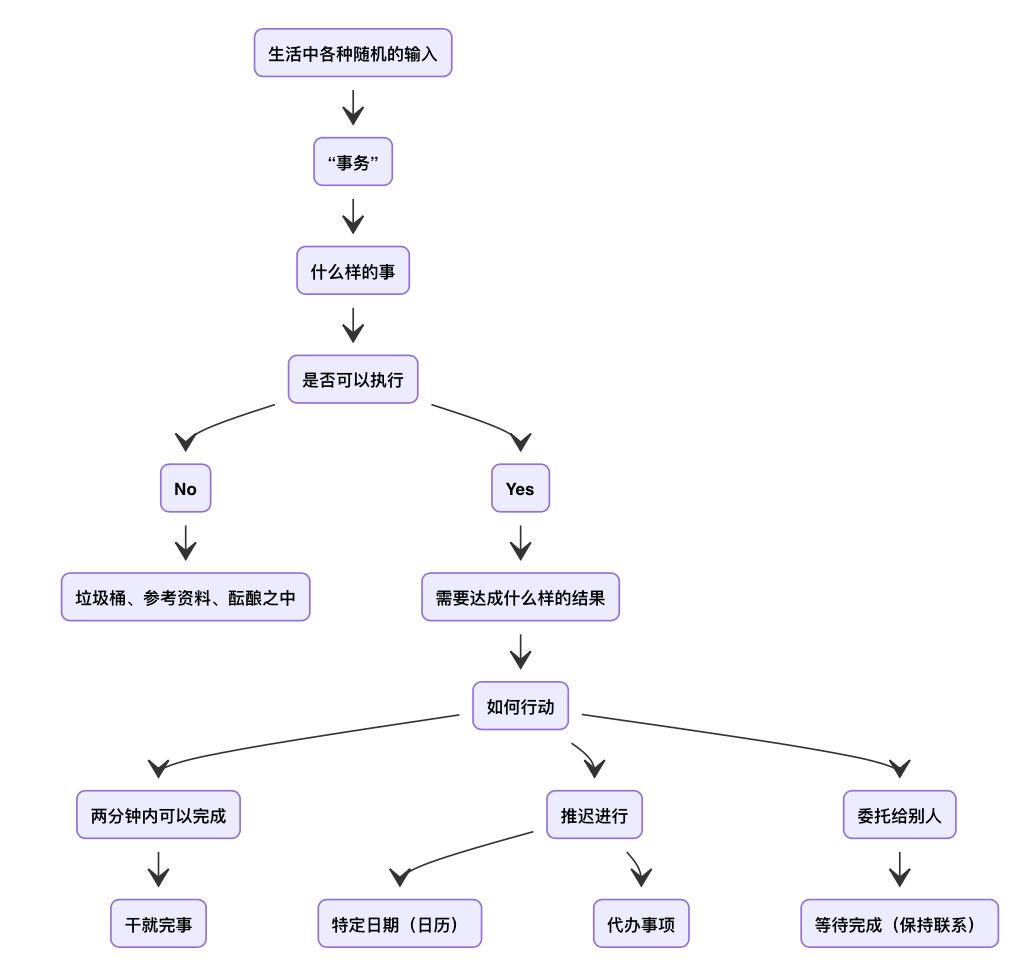 生活中各种随机的输入
“事务”
什么样的事
是否可以执行
No
Yes
垃圾桶、参考资料、酝酿之中
需要达成什么样的结果
如何行动
两分钟内可以完成
推迟进行
委托给别人
干就完事
特定日期（日历）
代办事项
等待完成（保持联系）